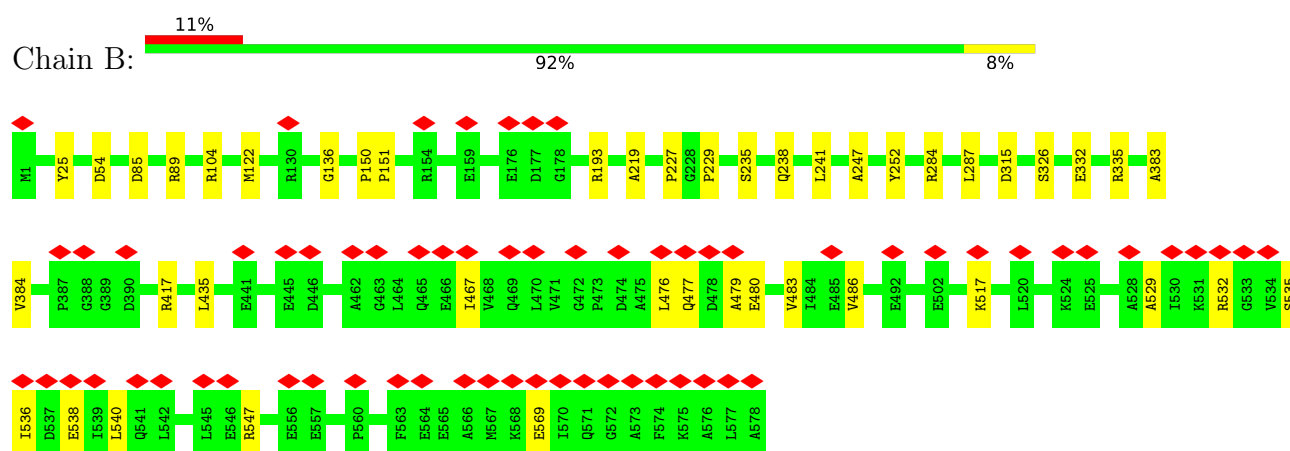 11%
Chain B:
92% 8%
M1 Y25 D54 D85 R89 R104 M122 R130 G136 P150 P151 R154 E159 E176 D177 G178 R193 A219 P227 G228 P229 S235 Q238 L241 A247 Y252 R284 L287 D315 S326 E332 R335 A383
V384 P387 G388 G389 D390 R417 L435 E441 E445 D446 A462 G463 L464 Q465 E466 I467 V468 Q469 L470 V471 G472 P473 D474 A475 L476 Q477 D478 A479 E480 V483 I484 E485 V486 E492 E502 K517 L520 K524 E525 A528 A529 I530 K531 R532 G533 V534 S535
I536 D537 E538 I539 L540 Q541 L542 L545 E546 R547 E556 E557 P560 F563 E564 E565 A566 M567 K568 E569 I570 Q571 G572 A573 F574 K575 A576 L577 A578